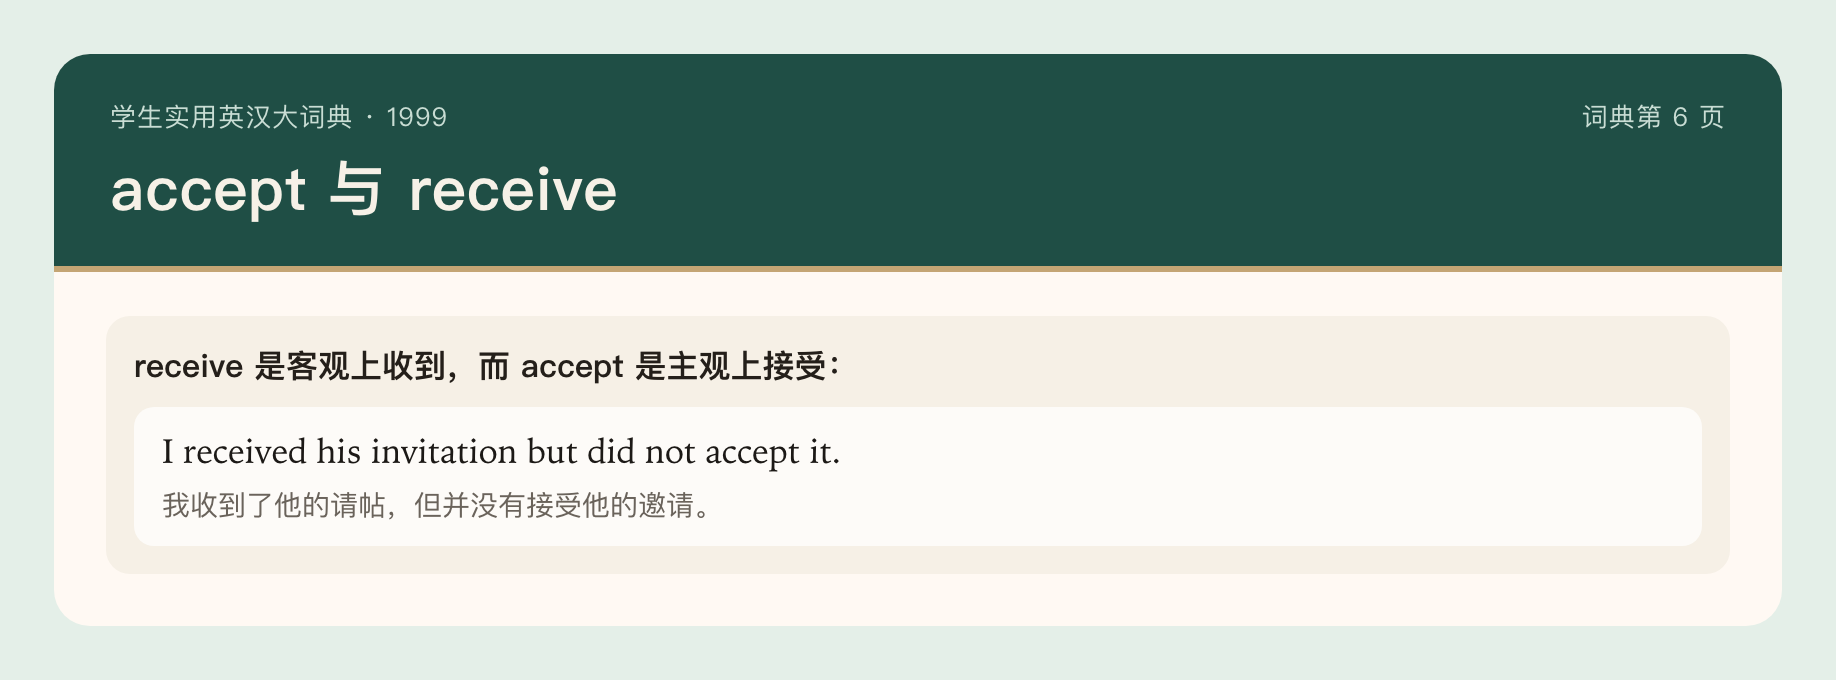 学生实用英汉大词典 · 1999
词典第 6 页
accept 与 receive
receive 是客观上收到，而 accept 是主观上接受：
I received his invitation but did not accept it.
我收到了他的请帖，但并没有接受他的邀请。